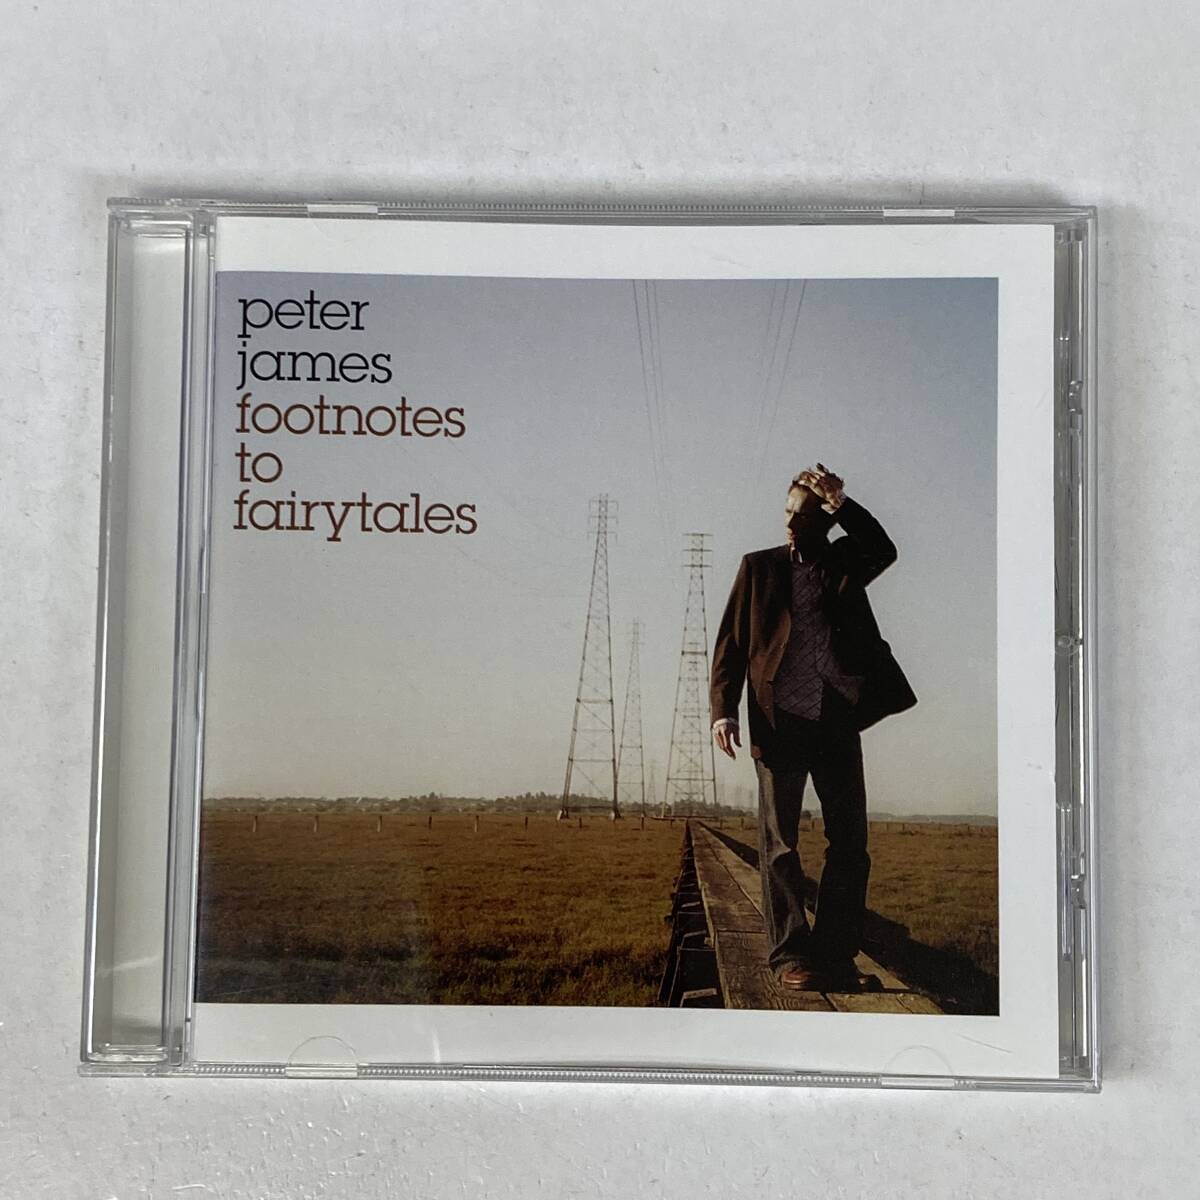 peter
james
footnotes
to
fairytales